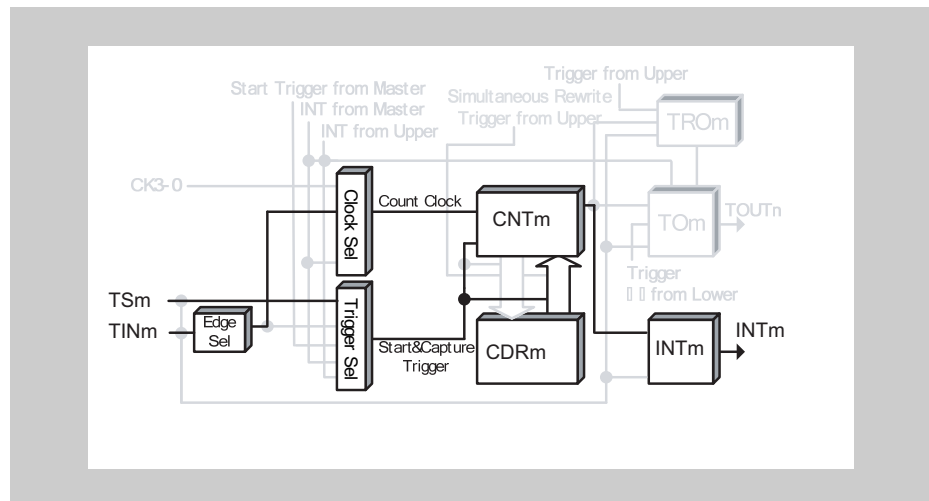 Trigger from Upper
Start Trigger from Master
Simultaneous Rewrite
INT from Master
Trigger from Upper
INT from Upper
TROm
CK3-0
Clock Sel
Count Clock
CNTm
TOm
TOUTn
Trigger
from Lower
TSm
TINm
Edge
Sel
Trigger Sel
Start&Capture
Trigger
CDRm
INTm
INTm